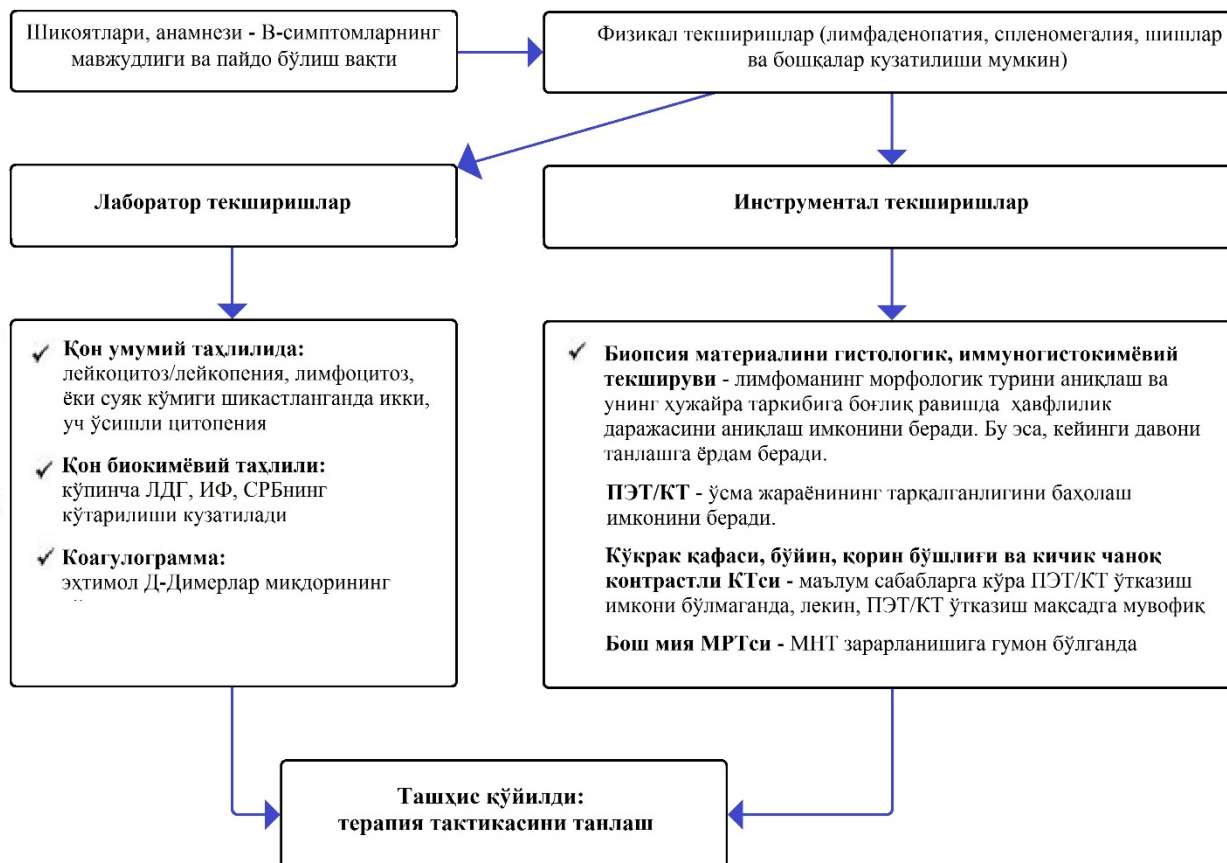 Шикоятлари, анамнези - В-симптомларнинг
мавжудлиги ва пайдо бўлиш вақти
Физикал текширишлар (лимфаденопатия, спленомегалия, шишлар
ва бошқалар кузатилиши мумкин)
Лаборатор текширишлар
Инструментал текширишлар
Қон умумий таҳлилида:
лейкоцитоз/лейкопения, лимфоцитоз,
ёки суяк кўмиги шикастланганда икки,
уч ўсишли цитопения
Қон биокимёвий таҳлили:
кўпинча ЛДГ, ИФ, СРБнинг
кўтарилиши кузатилади
Коагулограмма:
эҳтимол Д-Димерлар миқдорининг
Биопсия материалини гистологик, иммуногистокимёвий
текшируви - лимфоманинг морфологик турини аниқлаш ва
унинг ҳужайра таркибига боғлиқ равишда ҳавфлилик
даражасини аниқлаш имконини беради. Бу эса, кейинги давони
танлашга ёрдам беради.
ПЭТ/КТ - ўсма жараёнининг тарқалганлигини баҳолаш
имконини беради.
Кўкрак қафаси, бўйин, қорин бўшлиғи ва кичик чаноқ
контрастли КТси - маълум сабабларга кўра ПЭТ/КТ ўтказиш
имкони бўлмаганда, лекин, ПЭТ/КТ ўтказиш мақсадга мувофиқ
Бош мия МРТси - МНТ зарарланишига гумон бўлганда
Ташҳис қўйилди:
терапия тактикасини танлаш